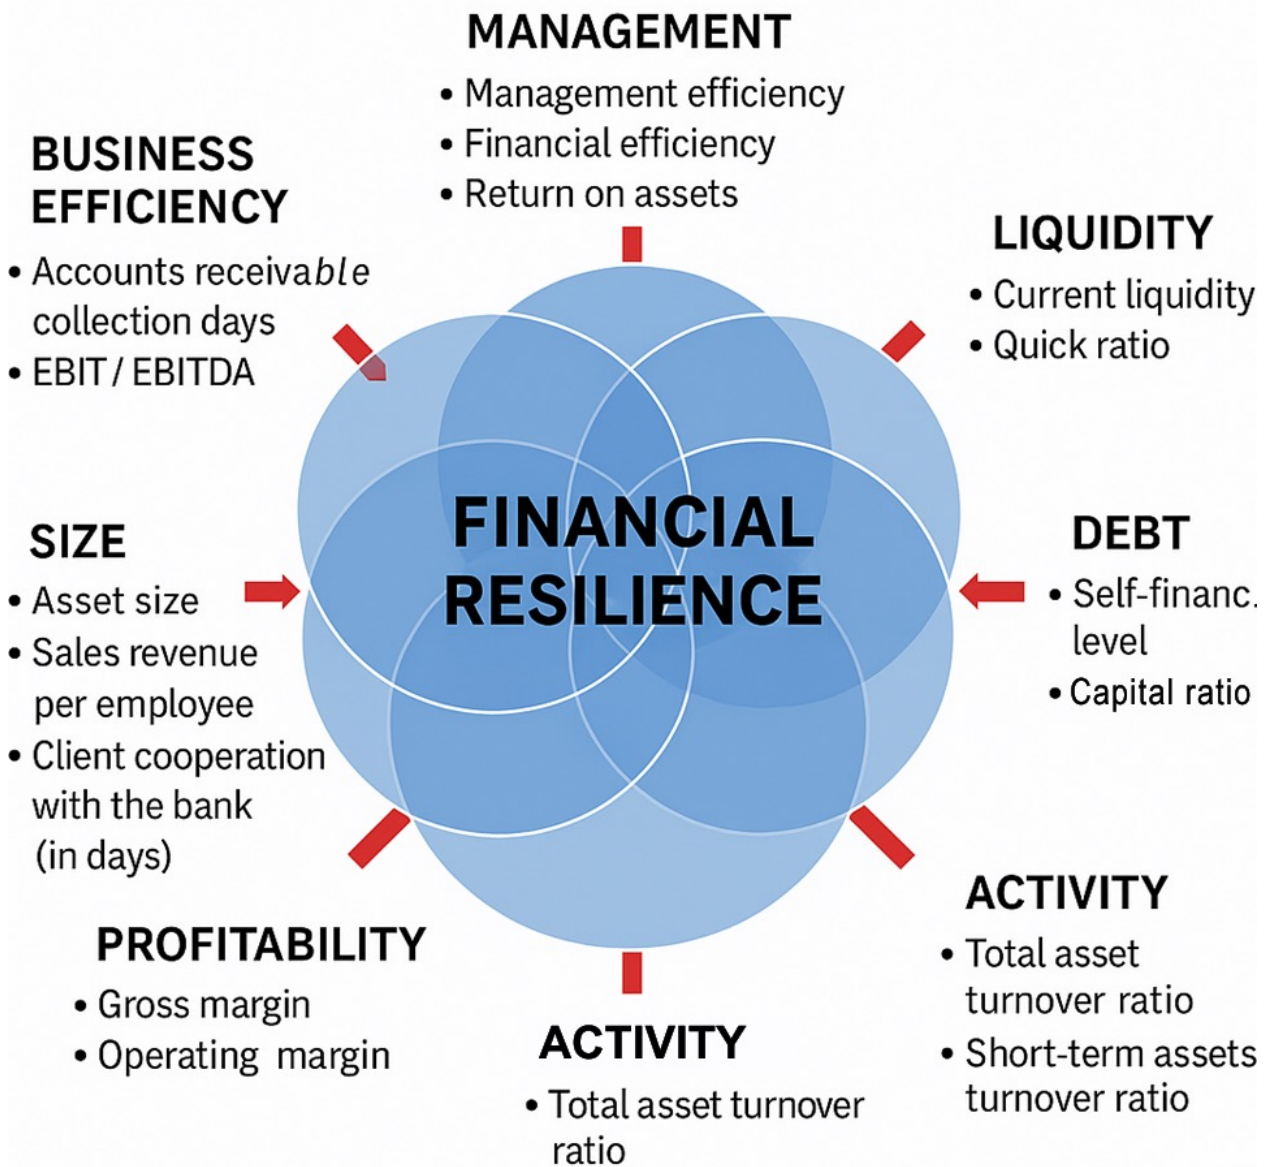 MANAGEMENT
• Management efficiency
• Financial efficiency
• Return on assets
BUSINESS
EFFICIENCY
• Accounts receivable
collection days
• EBIT / EBITDA
LIQUIDITY
• Current liquidity
• Quick ratio
FINANCIAL
RESILIENCE
SIZE
• Asset size
• Sales revenue
per employee
• Client cooperation
with the bank
(in days)
DEBT
• Self-financ.
level
• Capital ratio
PROFITABILITY
• Gross margin
• Operating margin
ACTIVITY
• Total asset turnover
ratio
ACTIVITY
• Total asset
turnover ratio
• Short-term assets
turnover ratio